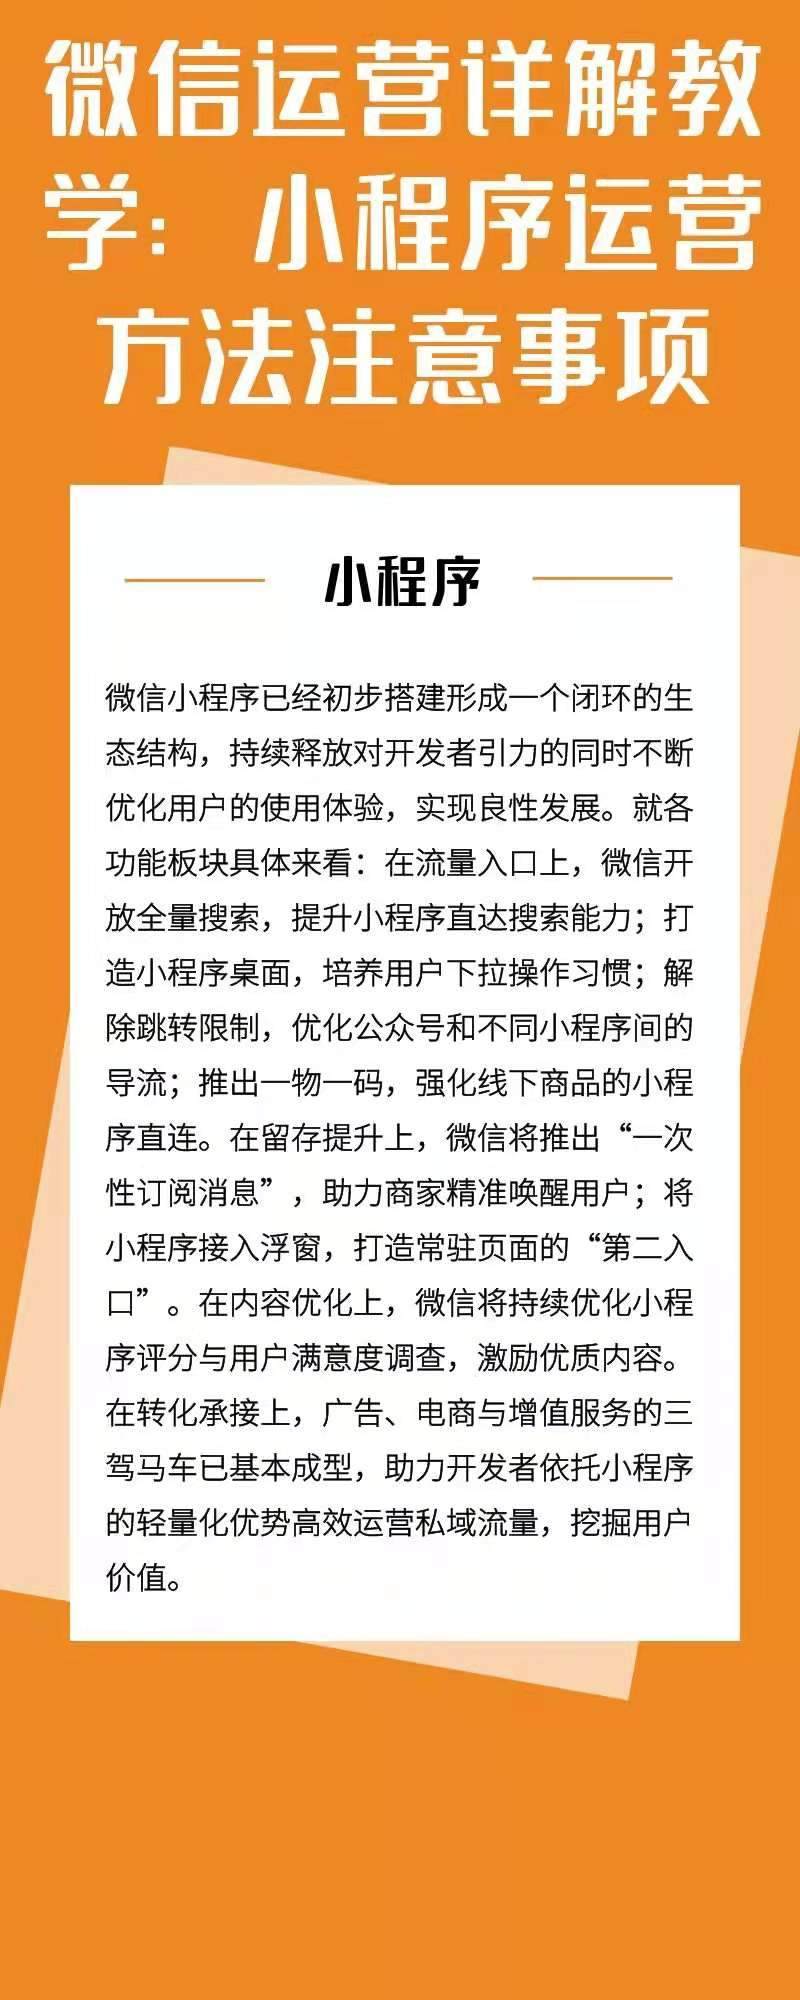 微信运营详解教
学：小程序运营
方法注意事项
小程序
微信小程序已经初步搭建形成一个闭环的生
态结构，持续释放对开发者引力的同时不断
优化用户的使用体验，实现良性发展。就各
功能板块具体来看：在流量入口上，微信开
放全量搜索，提升小程序直达搜索能力；打
造小程序桌面，培养用户下拉操作习惯；解
除跳转限制，优化公众号和不同小程序间的
导流；推出一物一码，强化线下商品的小程
序直连。在留存提升上，微信将推出“一次
性订阅消息”，助力商家精准唤醒用户；将
小程序接入浮窗，打造常驻页面的“第二入
口”。在内容优化上，微信将持续优化小程
序评分与用户满意度调查，激励优质内容。
在转化承接上，广告、电商与增值服务的三
驾马车已基本成型，助力开发者依托小程序
的轻量化优势高效运营私域流量，挖掘用户
价值。